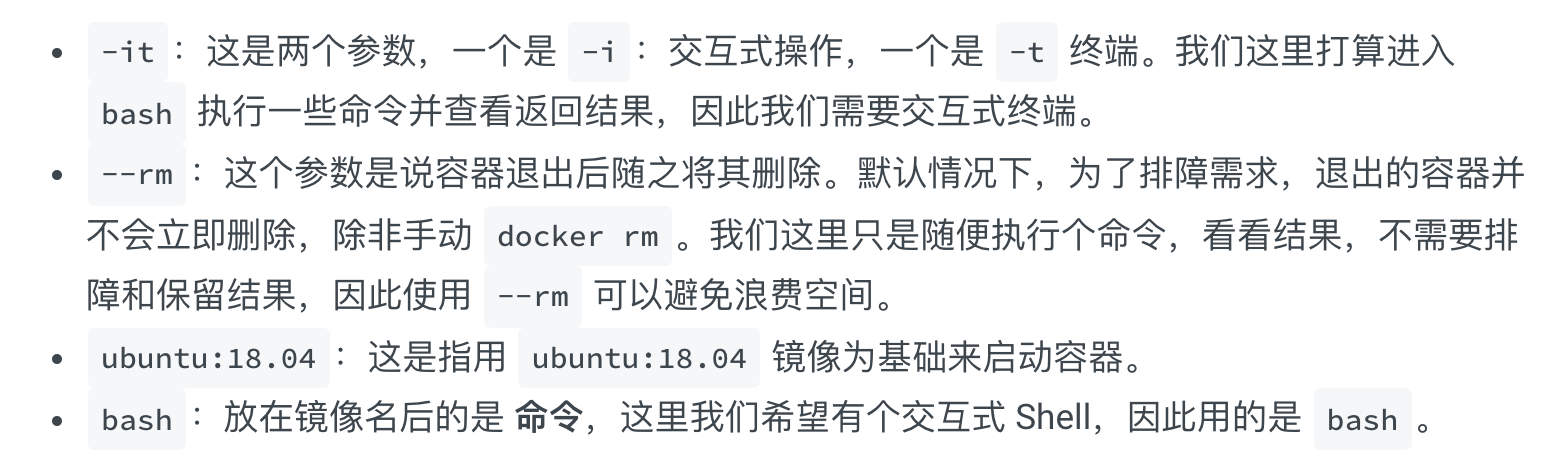 • -it：这是两个参数，一个是 -i：交互式操作，一个是 -t 终端。我们这里打算进入
bash 执行一些命令并查看返回结果，因此我们需要交互式终端。
• --rm：这个参数是说容器退出后随之将其删除。默认情况下，为了排障需求，退出的容器并
不会立即删除，除非手动 docker rm 。我们这里只是随便执行个命令，看看结果，不需要排
障和保留结果，因此使用 --rm 可以避免浪费空间。
• ubuntu:18.04：这是指用 ubuntu:18.04 镜像为基础来启动容器。
• bash：放在镜像名后的是 命令，这里我们希望有个交互式 Shell，因此用的是 bash 。